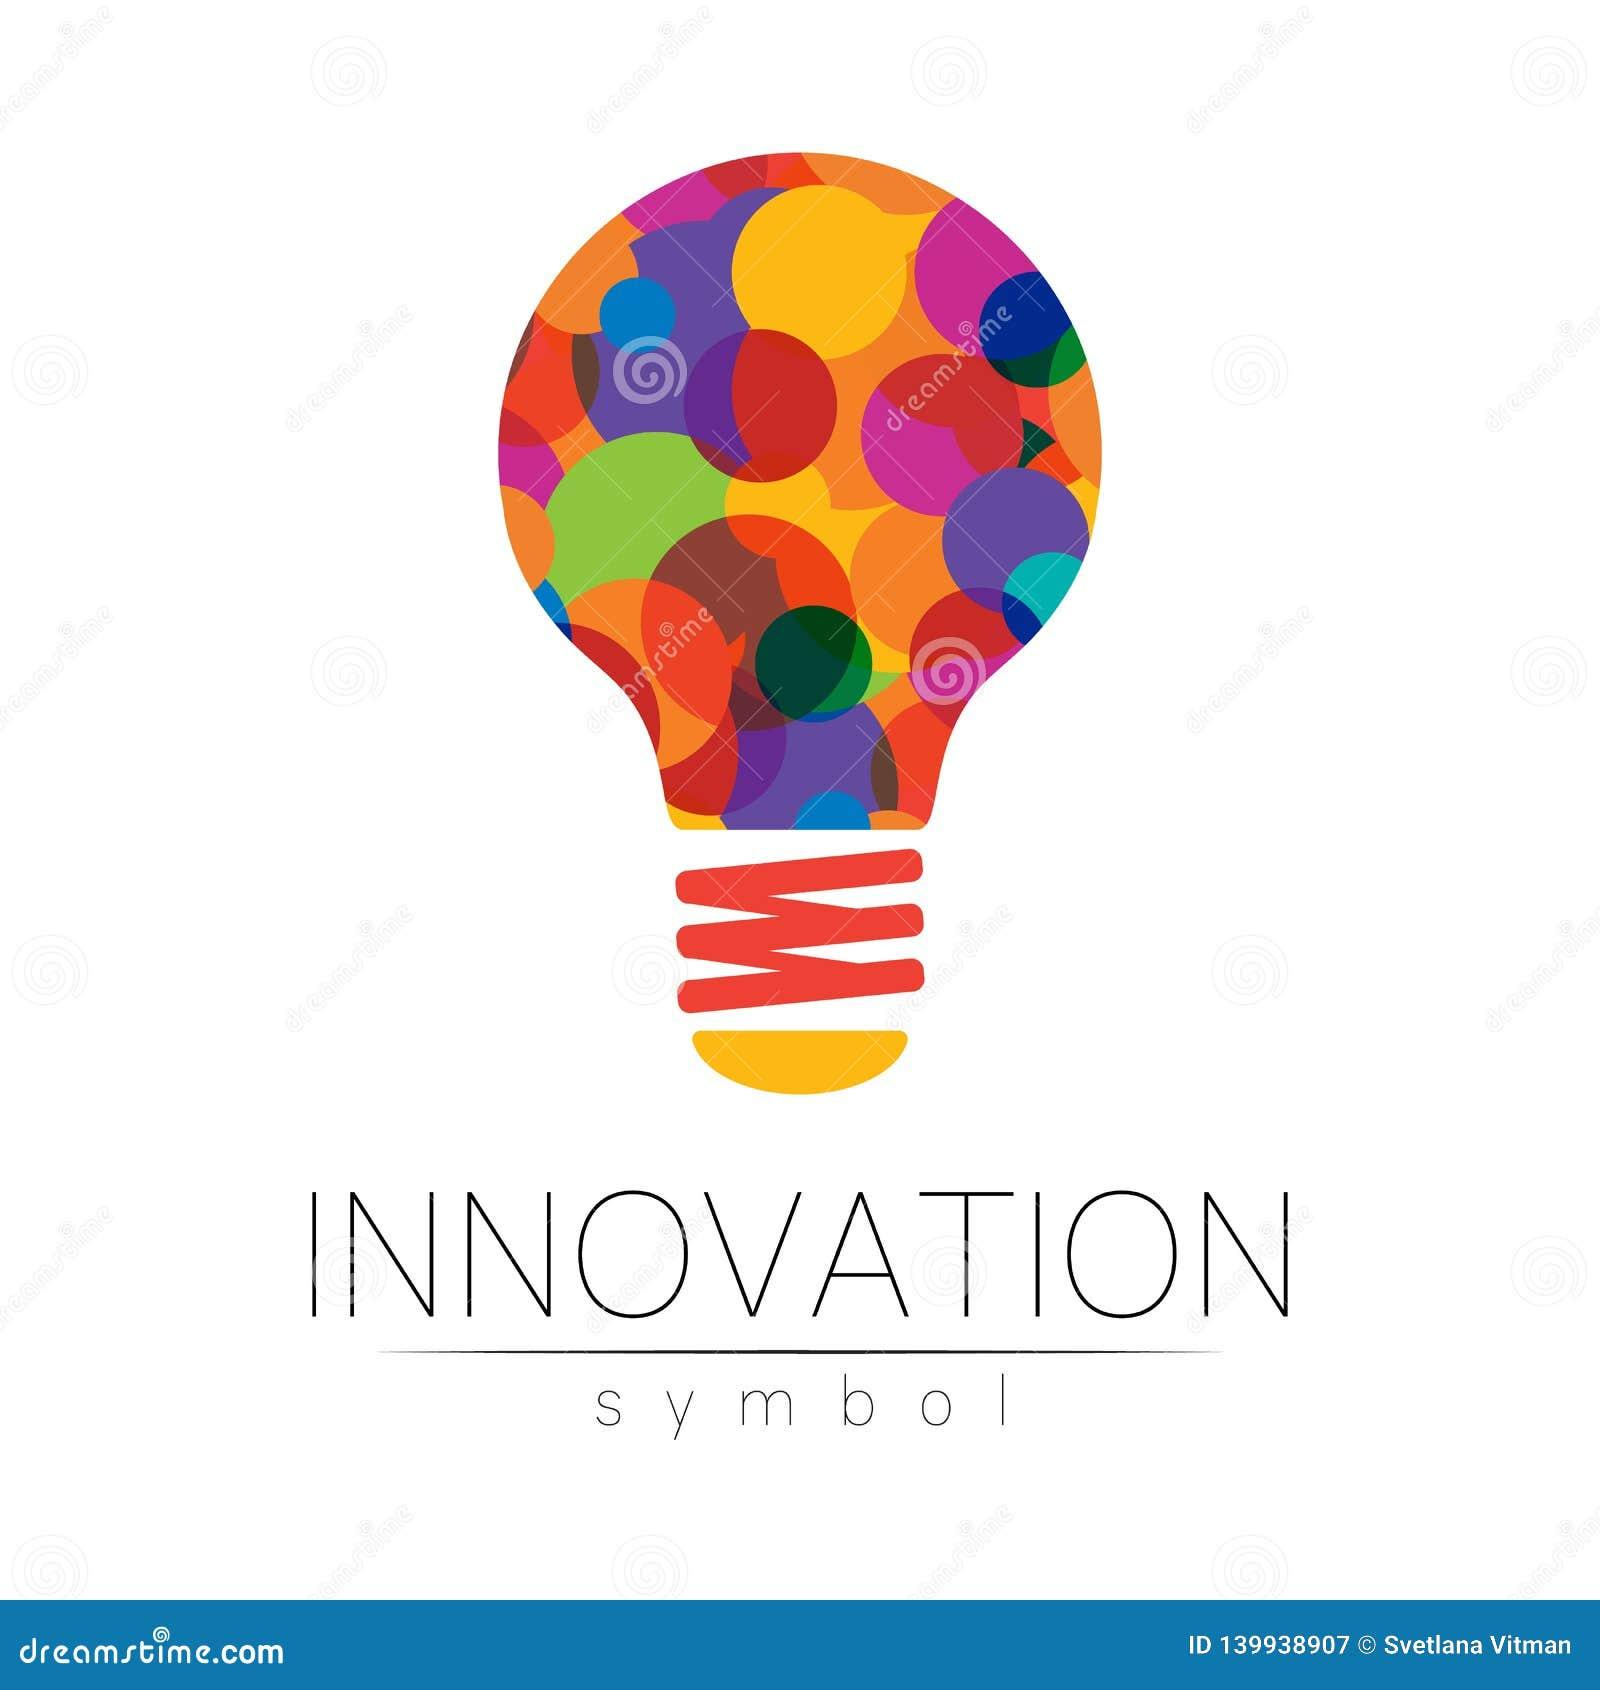 INNOVATION
symbol
dreamstime.com
ID 139938907 © Svetlana Vitman